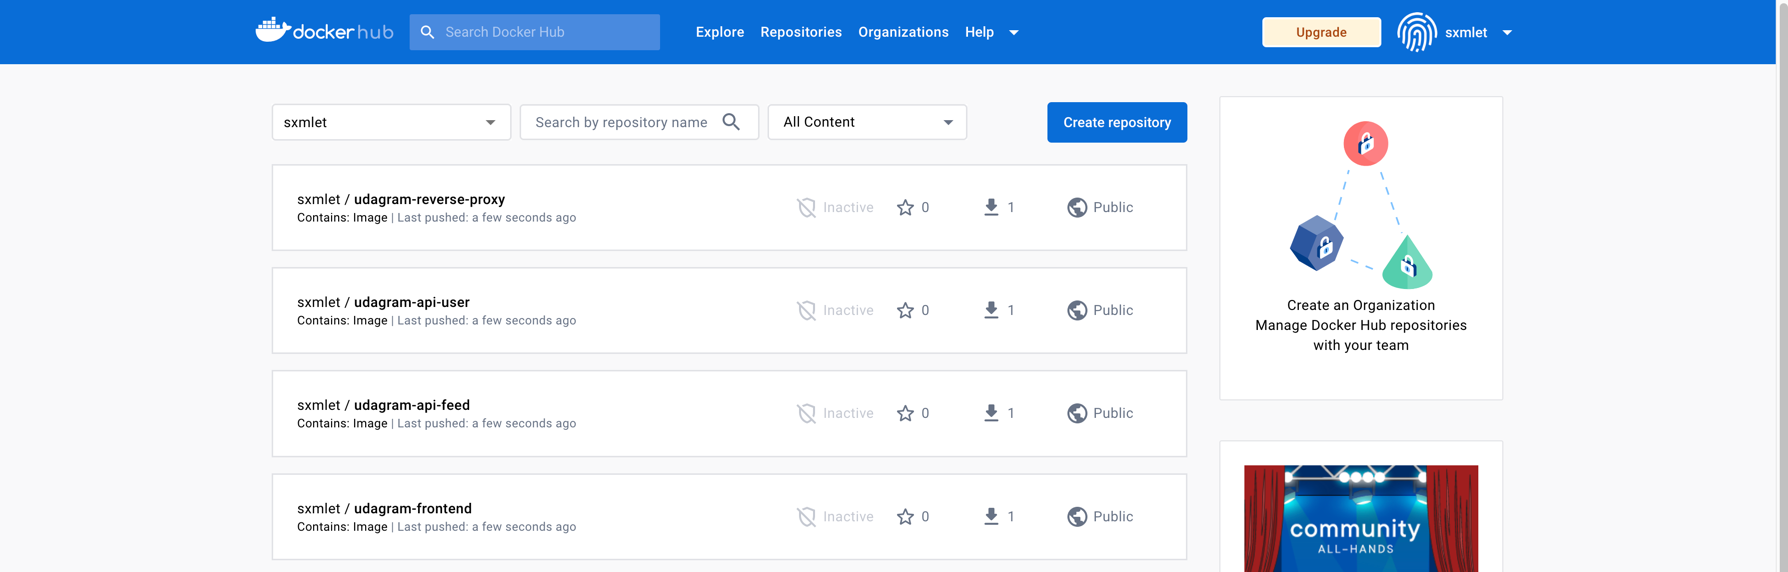 docker hub
Search Docker Hub
Explore Repositories Organizations Help
Upgrade
sxmlet
sxmlet
Search by repository name
All Content
Create repository
sxmlet / udagram-reverse-proxy
Contains: Image | Last pushed: a few seconds ago
Inactive 0 1 Public
sxmlet / udagram-api-user
Contains: Image | Last pushed: a few seconds ago
Inactive 0 1 Public
sxmlet / udagram-api-feed
Contains: Image | Last pushed: a few seconds ago
Inactive 0 1 Public
sxmlet / udagram-frontend
Contains: Image | Last pushed: a few seconds ago
Inactive 0 1 Public
Create an Organization
Manage Docker Hub repositories
with your team
community
ALL-HANDS